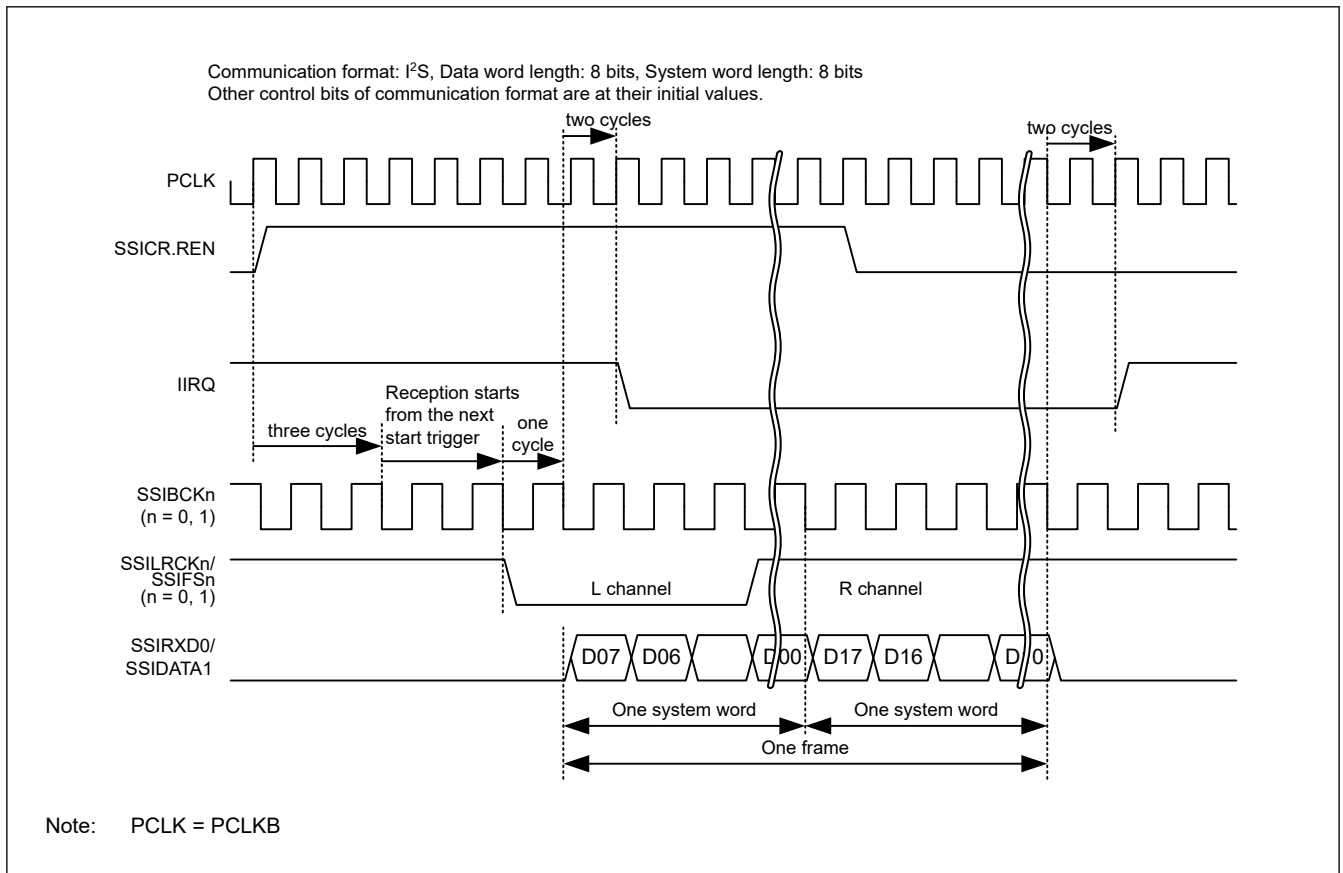 Communication format: I²S, Data word length: 8 bits, System word length: 8 bits
Other control bits of communication format are at their initial values.
two cycles
two cycles
PCLK
SSICR.REN
IIRQ
Reception starts
from the next
start trigger
three cycles
one
cycle
SSIBCKn
(n = 0, 1)
SSILRCKn/
SSIFSn
(n = 0, 1)
L channel
R channel
SSIRXD0/
SSIDATA1
D07
D06
D00
D17
D16
One system word
One system word
One frame
Note: PCLK = PCLKB